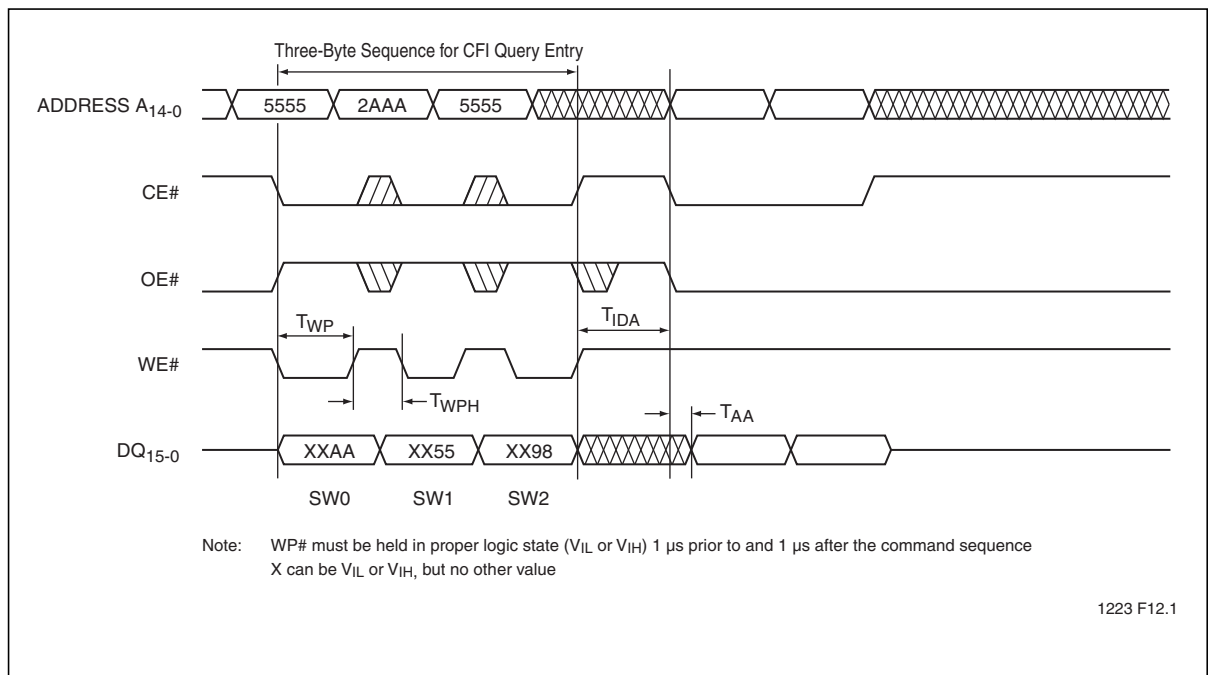 Three-Byte Sequence for CFI Query Entry
ADDRESS A14-0
5555 2AAA 5555
CE#
OE#
TIDA
TWP
WE#
TWPH
TAA
DQ15-0
XXAA XX55 XX98
SW0 SW1 SW2
Note: WP# must be held in proper logic state (VIL or VIH) 1 µs prior to and 1 µs after the command sequence
X can be VIL or VIH, but no other value
1223 F12.1